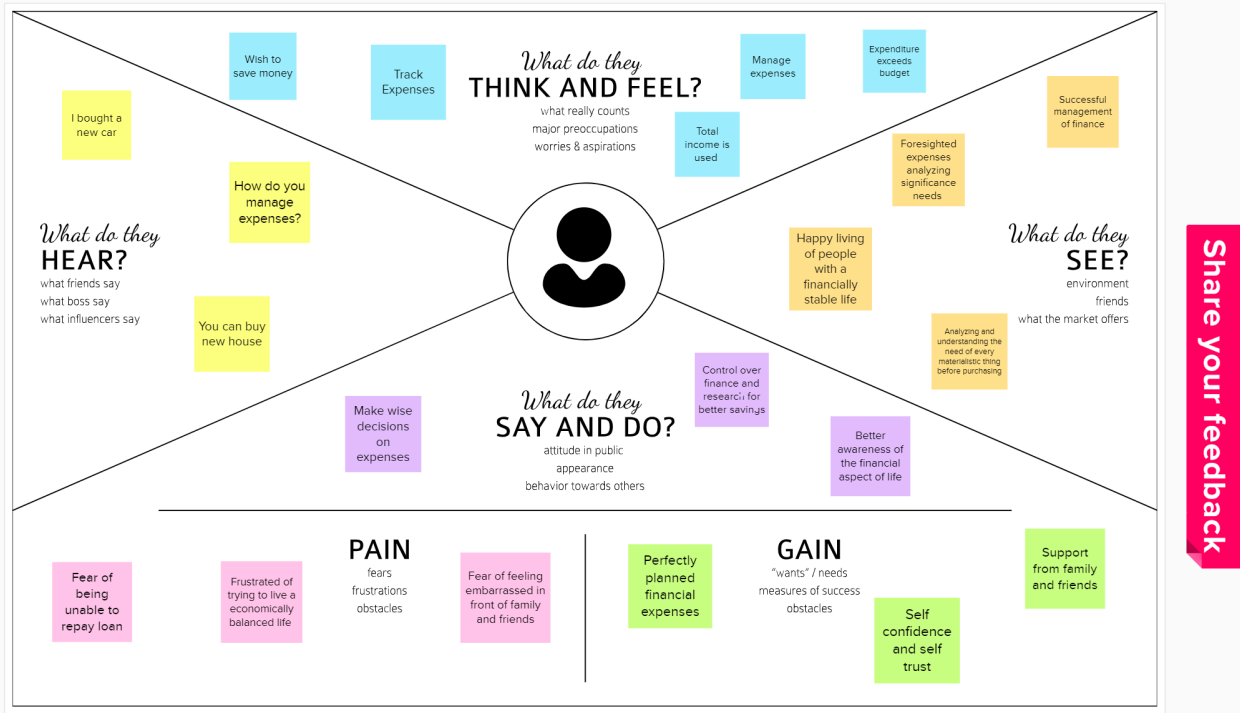 What do they
THINK AND FEEL?
what really counts
major preoccupations
worries & aspirations
Wish to
save money
Track
Expenses
Manage
expenses
Expenditure
exceeds
budget
Total
income is
used
What do they
HEAR?
what friends say
what boss say
what influencers say
I bought a
new car
How do you
manage
expenses?
You can buy
new house
What do they
SEE?
environment
friends
what the market offers
Successful
management
of finance
Foresighted
expenses
analyzing
significance
needs
Happy living
of people
with a
financially
stable life
Analyzing and
understanding the
need of every
materialistic thing
before purchasing
What do they
SAY AND DO?
attitude in public
appearance
behavior towards others
Make wise
decisions
on
expenses
Control over
finance and
research for
better savings
Better
awareness of
the financial
aspect of life
PAIN
fears
frustrations
obstacles
Fear of
being
unable to
repay loan
Frustrated of
trying to live a
economically
balanced life
Fear of feeling
embarrassed in
front of family
and friends
GAIN
"wants" / needs
measures of success
obstacles
Perfectly
planned
financial
expenses
Self
confidence
and self
trust
Support
from family
and friends
Share your feedback